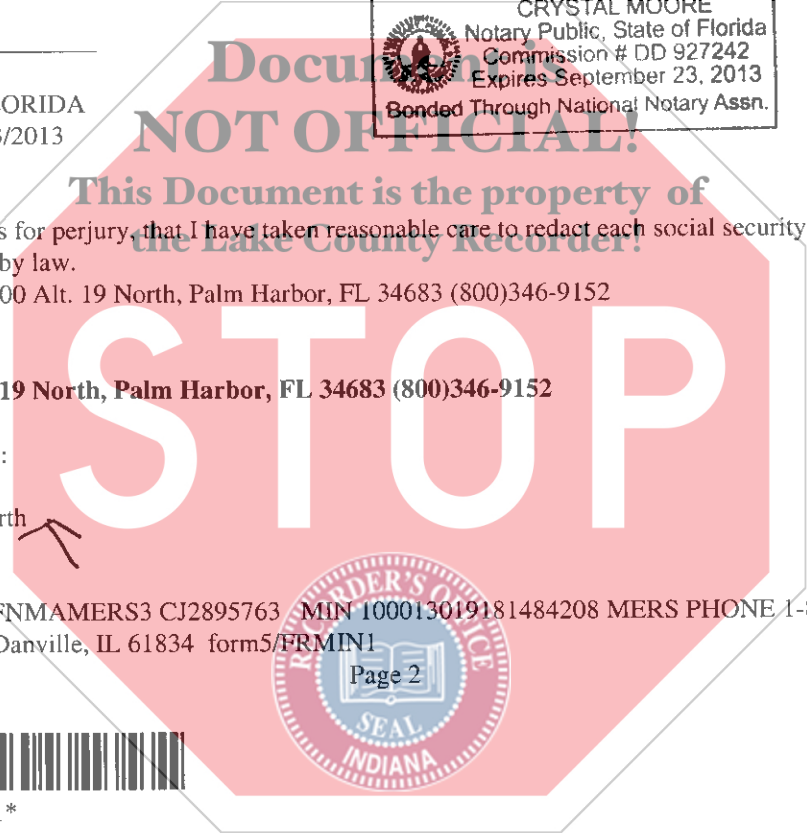 CRYSTAL MOORE
Notary Public, State of Florida
Commission # DD 927242
Expires September 23, 2013
Bonded Through National Notary Assn.
Document is
NOT OFFICIAL!
This Document is the property of
the Lake County Recorder!
ORIDA
/2013
s for perjury, that I have taken reasonable care to redact each social security
by law.
00 Alt. 19 North, Palm Harbor, FL 34683 (800)346-9152
STOP
19 North, Palm Harbor, FL 34683 (800)346-9152
:
rth
FNMAMERS3 CJ2895763 MIN 100013019181484208 MERS PHONE 1-
Danville, IL 61834 form5/FRMIN1
Page 2
RECORDER'S OFFICE
SEAL
INDIANA
*